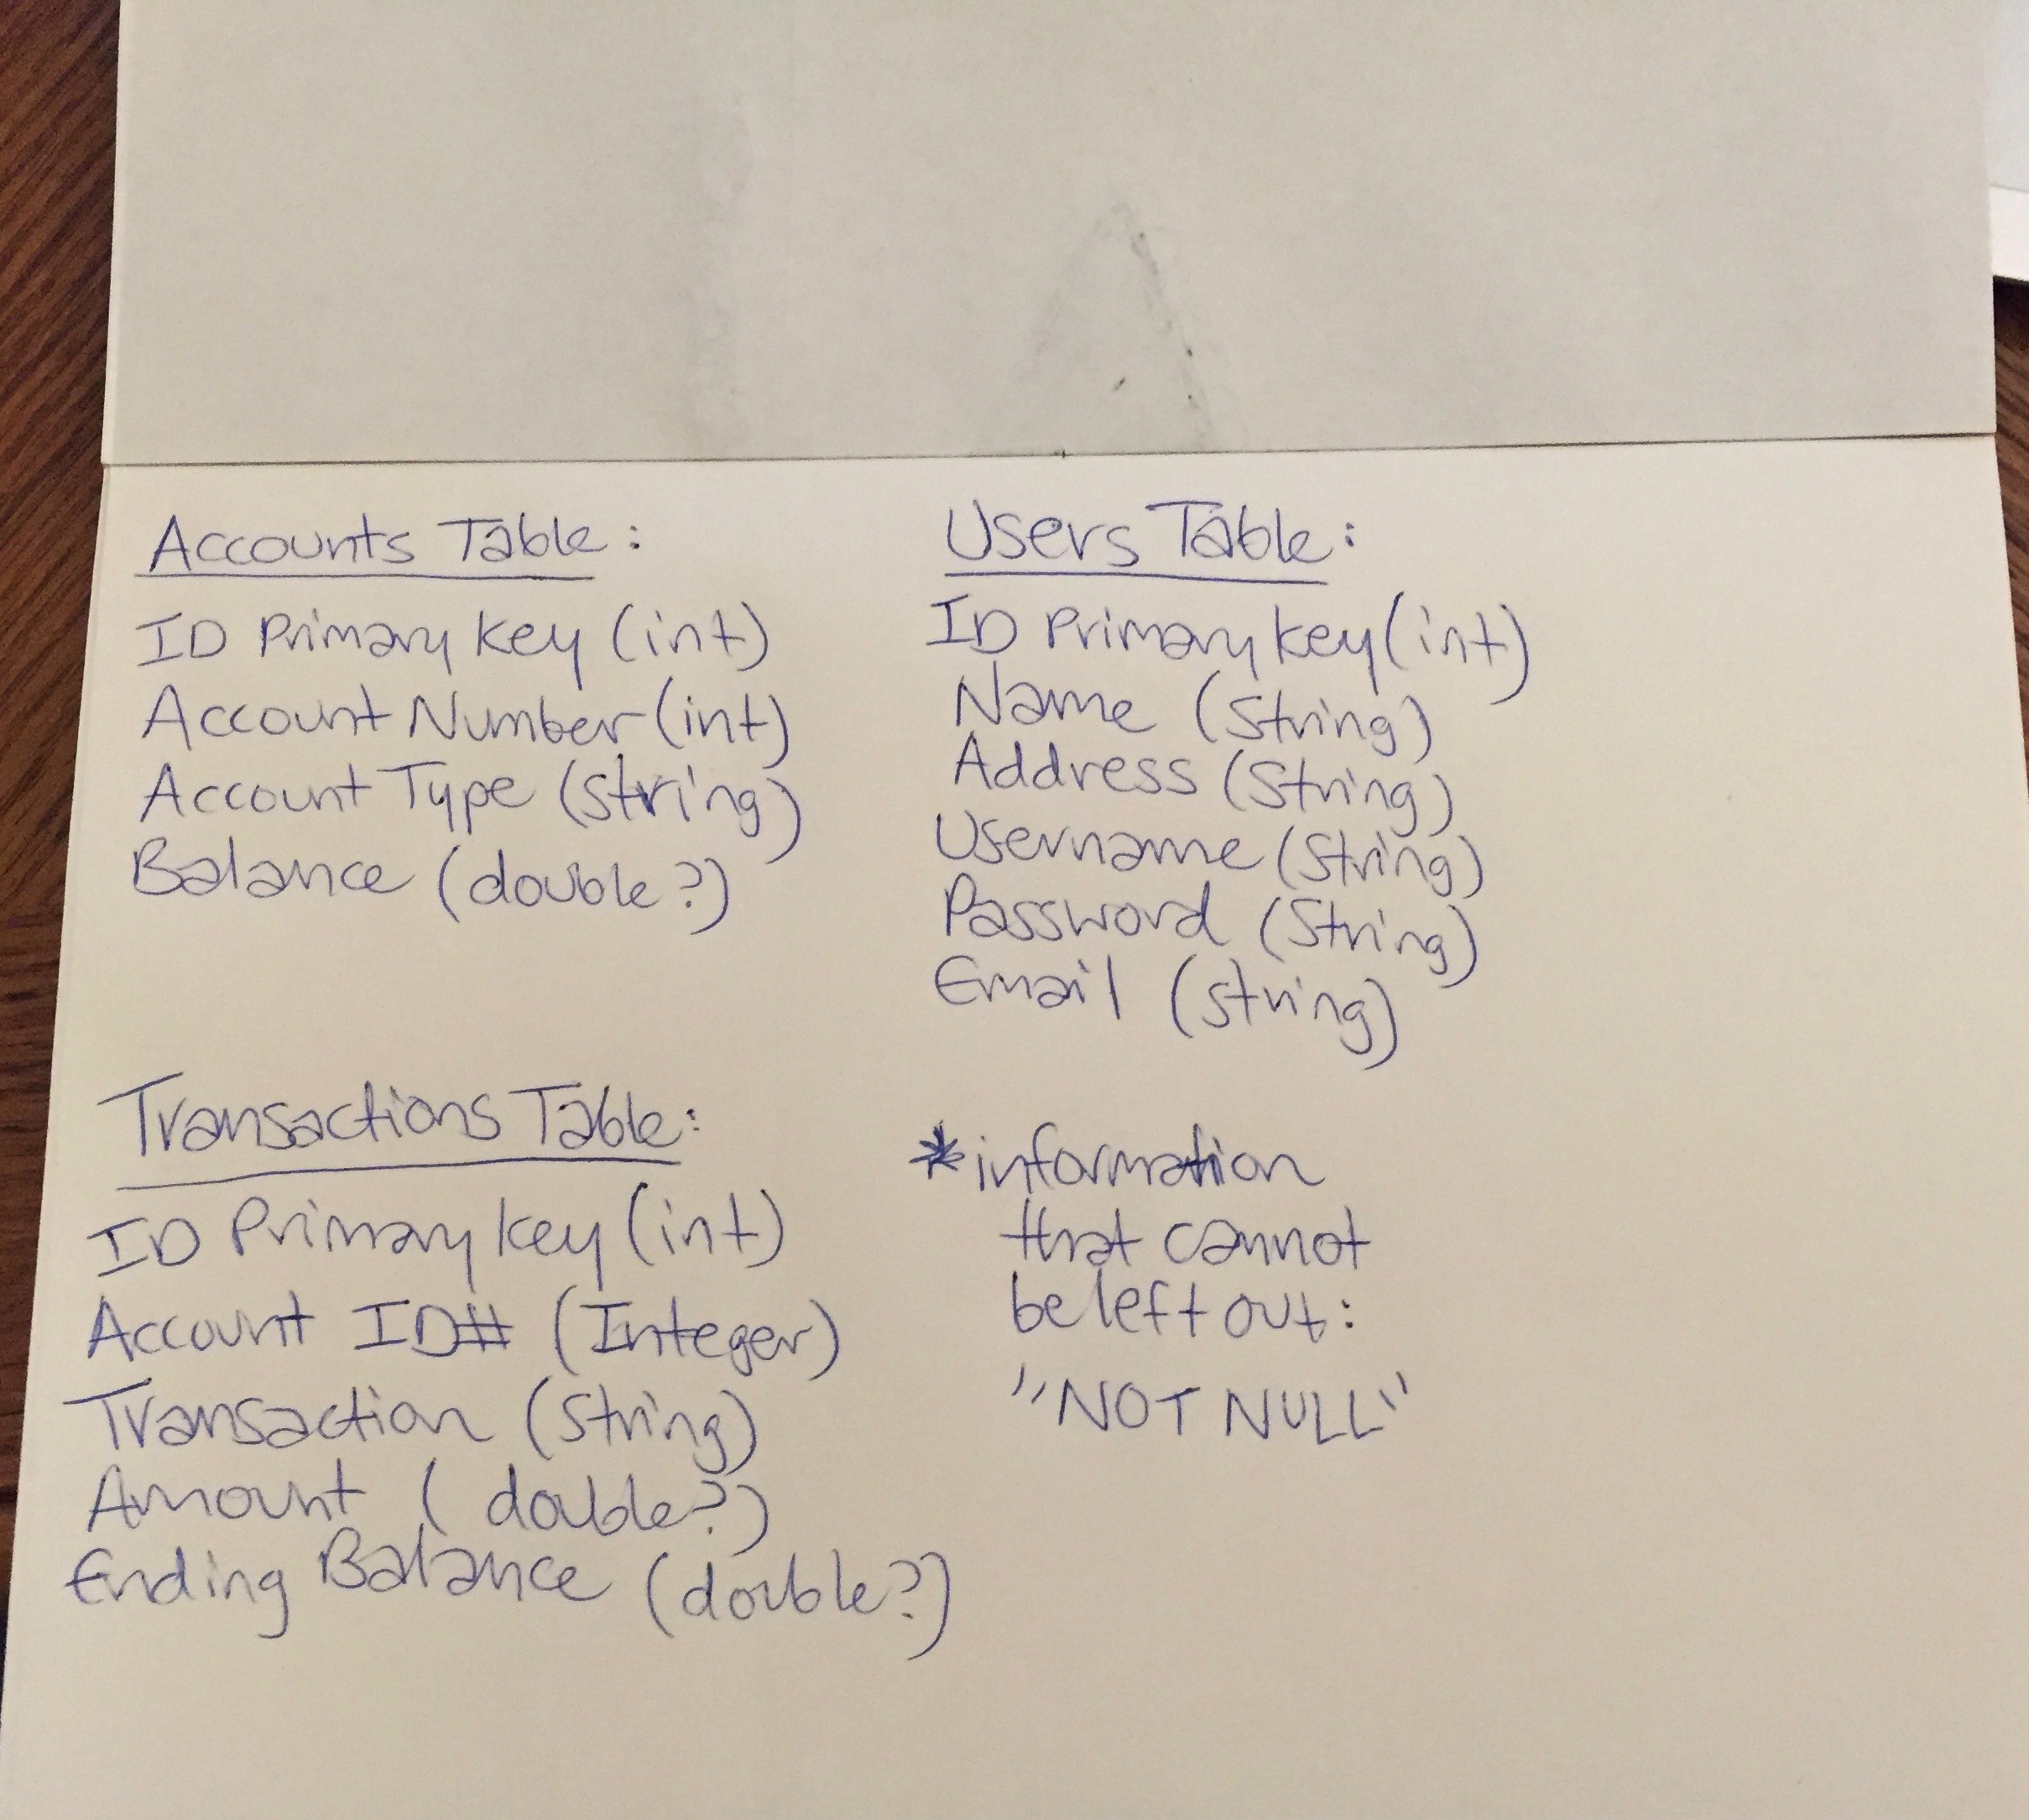 Accounts Table:
ID Primary Key (int)
Account Number (int)
Account Type (string)
Balance (double?)
Users Table:
ID Primary Key (int)
Name (String)
Address (String)
Username (String)
Password (String)
Email (string)
Transactions Table:
ID Primary Key (int)
Account ID# (Integer)
Transaction (String)
Amount (double?)
Ending Balance (double?)
*information
that cannot
be left out:
"NOT NULL"